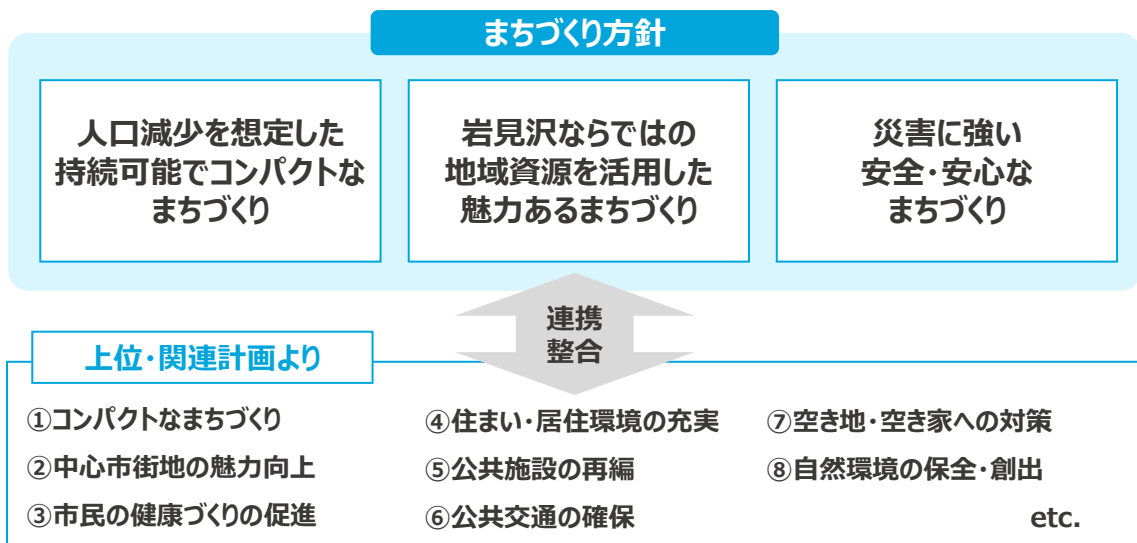 まちづくり方針
人口減少を想定した
持続可能でコンパクトな
まちづくり
岩見沢ならではの
地域資源を活用した
魅力あるまちづくり
災害に強い
安全・安心な
まちづくり
連携
整合
上位・関連計画より
①コンパクトなまちづくり
②中心市街地の魅力向上
③市民の健康づくりの促進
④住まい・居住環境の充実
⑤公共施設の再編
⑥公共交通の確保
⑦空き地・空き家への対策
⑧自然環境の保全・創出
etc.